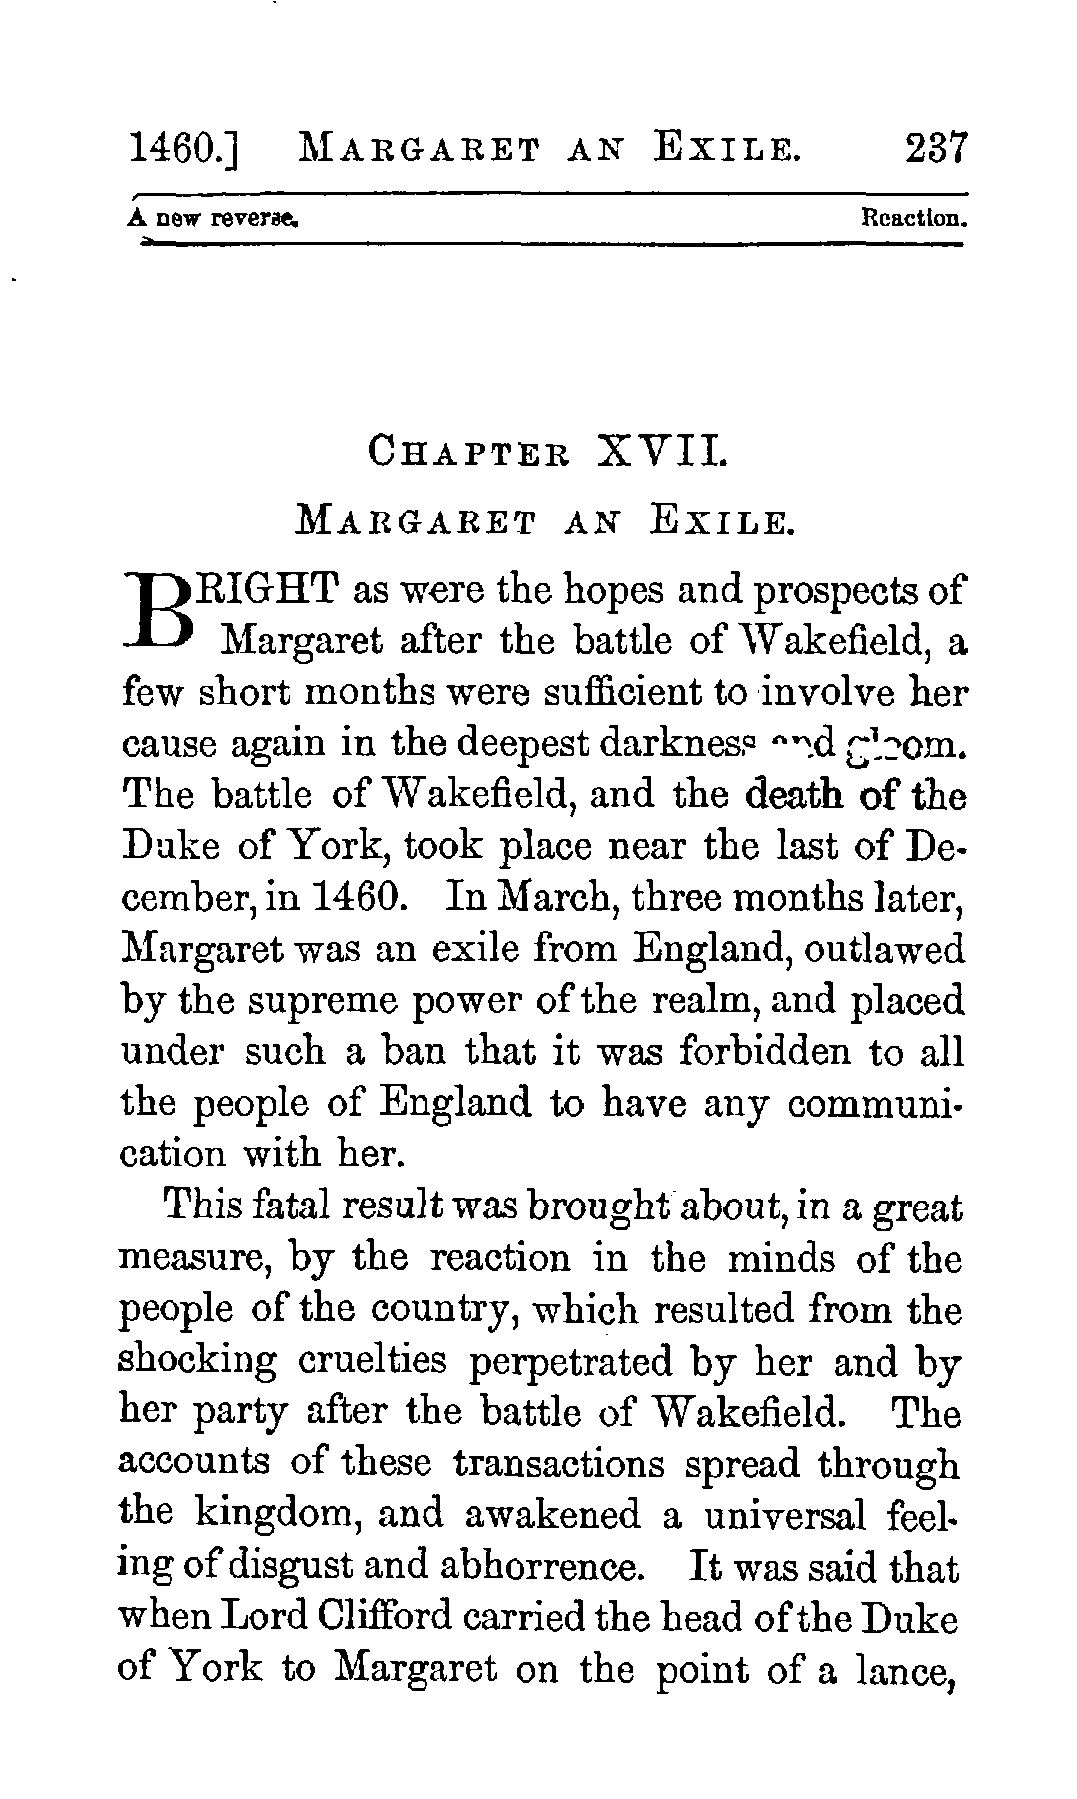 1460.] MARGARET AN EXILE. 237
A new reverse. Reaction.
CHAPTER XVII.
MARGARET AN EXILE.
BRIGHT as were the hopes and prospects of
Margaret after the battle of Wakefield, a
few short months were sufficient to involve her
cause again in the deepest darkness and gloom.
The battle of Wakefield, and the death of the
Duke of York, took place near the last of De-
cember, in 1460. In March, three months later,
Margaret was an exile from England, outlawed
by the supreme power of the realm, and placed
under such a ban that it was forbidden to all
the people of England to have any communi-
cation with her.
This fatal result was brought about, in a great
measure, by the reaction in the minds of the
people of the country, which resulted from the
shocking cruelties perpetrated by her and by
her party after the battle of Wakefield. The
accounts of these transactions spread through
the kingdom, and awakened a universal feel-
ing of disgust and abhorrence. It was said that
when Lord Clifford carried the head of the Duke
of York to Margaret on the point of a lance,